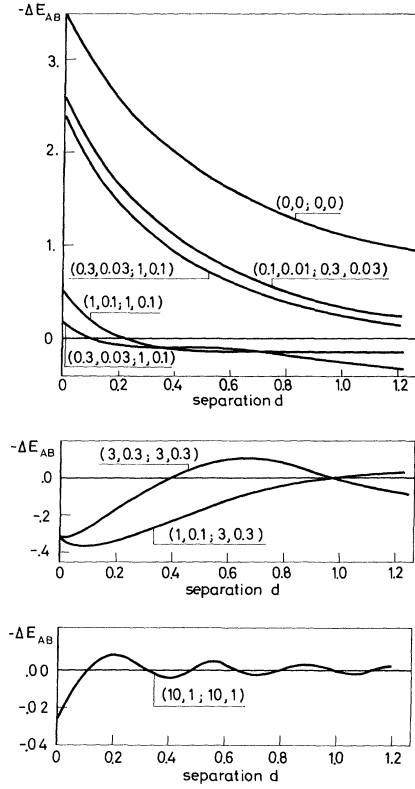 -ΔE_AB
3.
2.
(0,0;0,0)
1.
(0.3,0.03;1,0.1)
(0.1,0.01;0.3,0.03)
(1,0.1;1,0.1)
0
(0.3,0.03;1,0.1)
0 0.2 0.4 0.6 0.8 1.0 1.2
separation d
-ΔE_AB
(3,0.3;3,0.3)
.0
-.2
(1,0.1;3,0.3)
-.4
0 0.2 0.4 0.6 0.8 1.0 1.2
separation d
-ΔE_AB
0.0
(10,1;10,1)
-0.2
-0.4
0 0.2 0.4 0.6 0.8 1.0 1.2
separation d